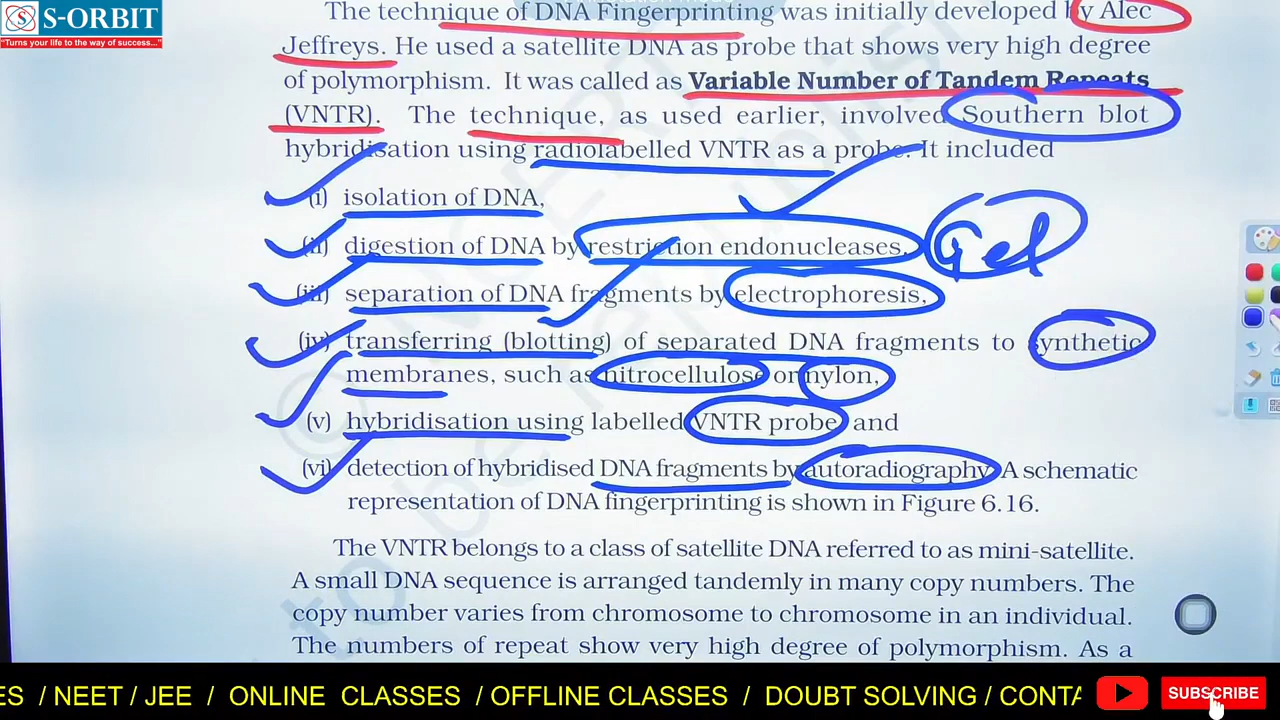 S-ORBIT
"Turns your life to the way of success..."
The technique of DNA Fingerprinting was initially developed by Alec
Jeffreys. He used a satellite DNA as probe that shows very high degree
of polymorphism. It was called as Variable Number of Tandem Repeats
(VNTR). The technique, as used earlier, involved Southern blot
hybridisation using radiolabelled VNTR as a probe. It included
(i) isolation of DNA,
(ii) digestion of DNA by restriction endonucleases,
Gel
(iii) separation of DNA fragments by electrophoresis,
(iv) transferring (blotting) of separated DNA fragments to synthetic
membranes, such as nitrocellulose or nylon,
(v) hybridisation using labelled VNTR probe, and
(vi) detection of hybridised DNA fragments by autoradiography. A schematic
representation of DNA fingerprinting is shown in Figure 6.16.
The VNTR belongs to a class of satellite DNA referred to as mini-satellite.
A small DNA sequence is arranged tandemly in many copy numbers. The
copy number varies from chromosome to chromosome in an individual.
The numbers of repeat show very high degree of polymorphism. As a
ES / NEET / JEE / ONLINE CLASSES / OFFLINE CLASSES / DOUBT SOLVING / CONTA
SUBSCRIBE